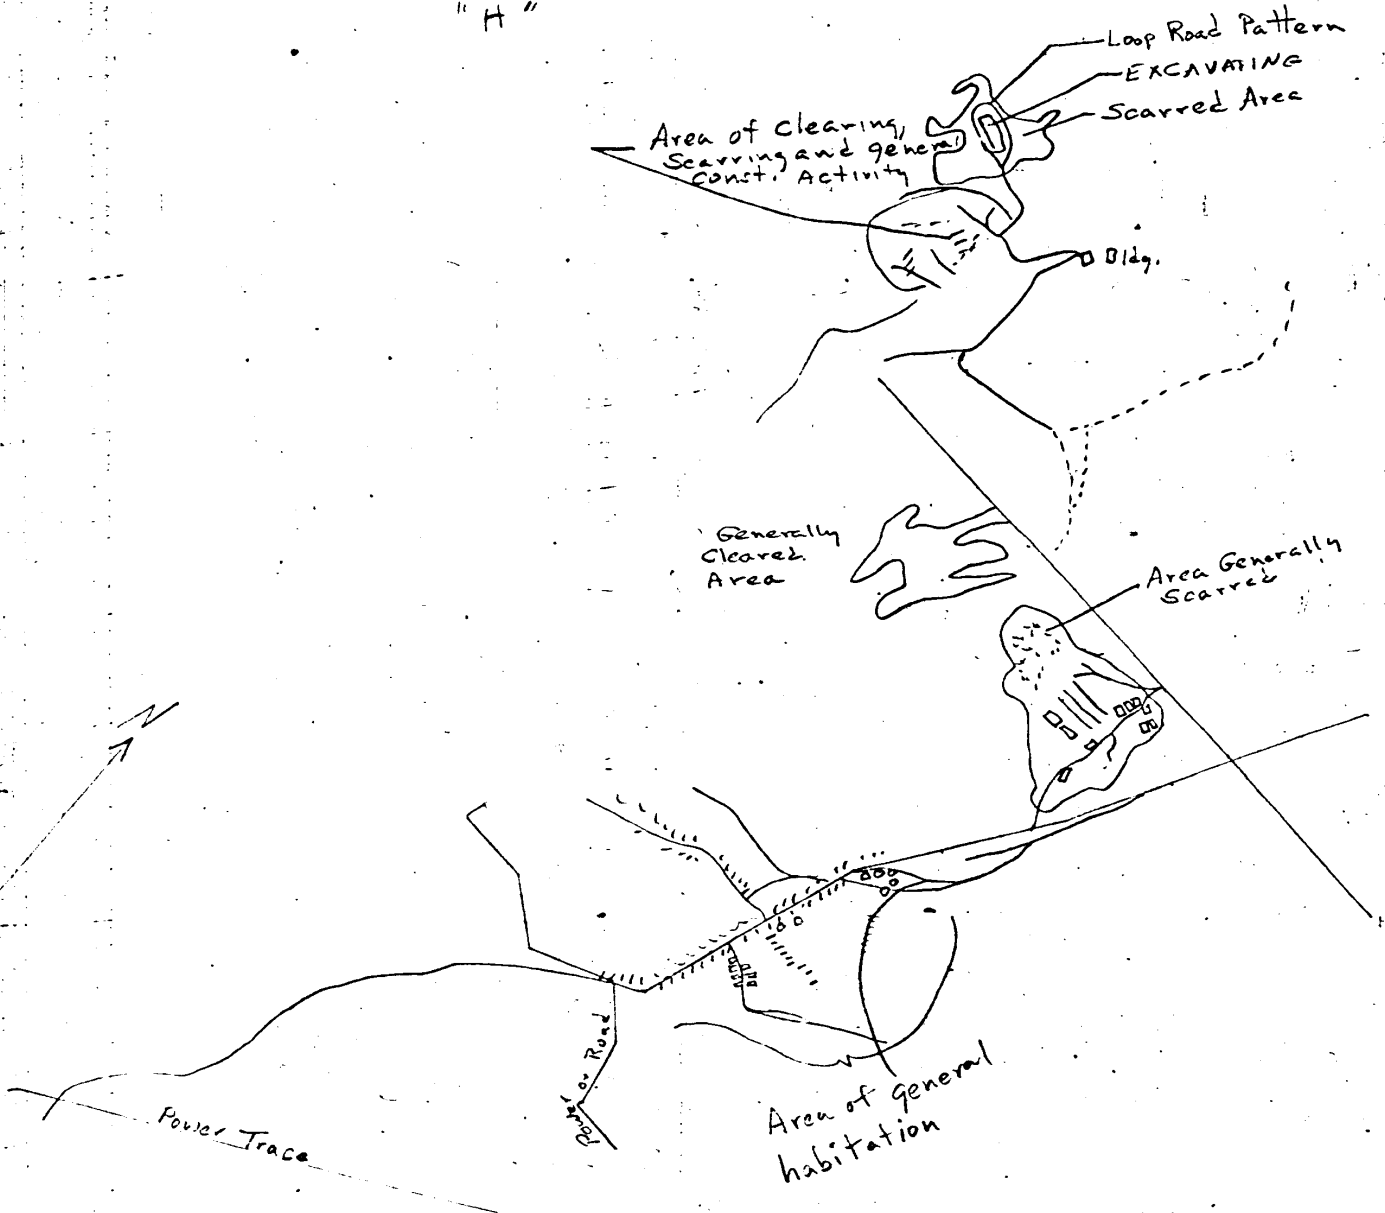 "H"
Loop Road Pattern
EXCAVATING
Scarred Area
Area of Clearing,
Scarring and general
Const. Activity
Bldg.
Generally
Cleared
Area
Area Generally
Scarred
N
Power or Road
Area of general
habitation
Power Trace